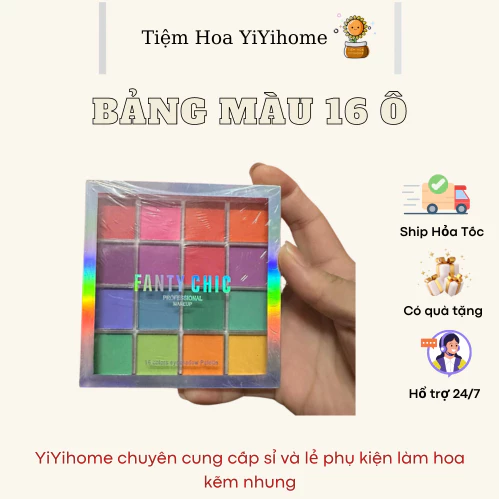 Tiệm Hoa YiYihome
BẢNG MÀU 16 Ô
FANTY CHIC
PROFESSIONAL
MAKEUP
Ship Hỏa Tốc
Có quà tặng
Hỗ trợ 24/7
YiYihome chuyên cung cấp sỉ và lẻ phụ kiện làm hoa
kẽm nhung